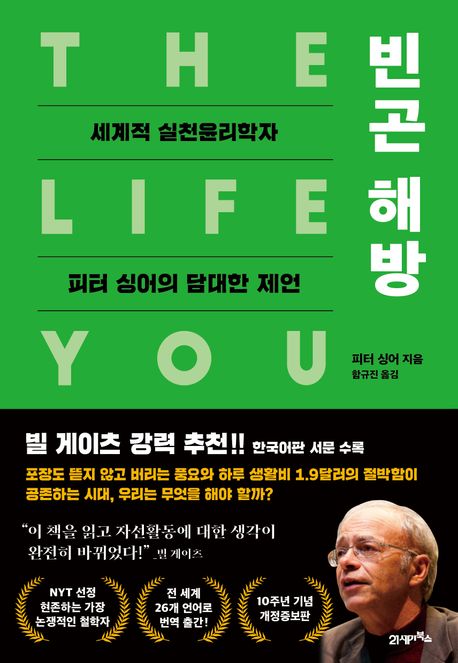 THE
세계적 실천윤리학자
LIFE
피터 싱어의 담대한 제언
YOU
빈곤 해방
피터 싱어 지음
함규진 옮김
빌 게이츠 강력 추천!! 한국어판 서문 수록
포장도 뜯지 않고 버리는 풍요와 하루 생활비 1.9달러의 절박함이
공존하는 시대, 우리는 무엇을 해야 할까?
“이 책을 읽고 자선활동에 대한 생각이
완전히 바뀌었다!” _빌 게이츠
NYT 선정
현존하는 가장
논쟁적인 철학자
전 세계
26개 언어로
번역 출간!
10주년 기념
개정증보판
21세기북스